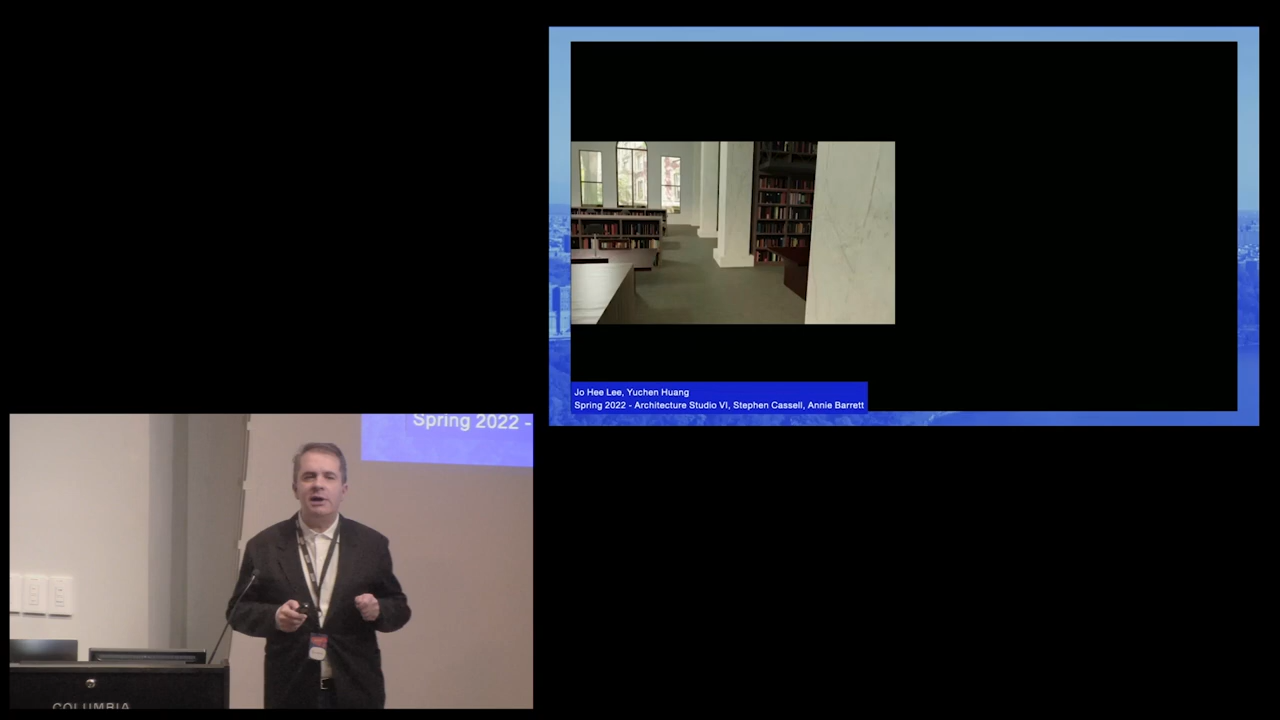 Jo Hee Lee, Yuchen Huang
Spring 2022 - Architecture Studio VI, Stephen Cassell, Annie Barrett
Spring 2022 -
COLUMBIA